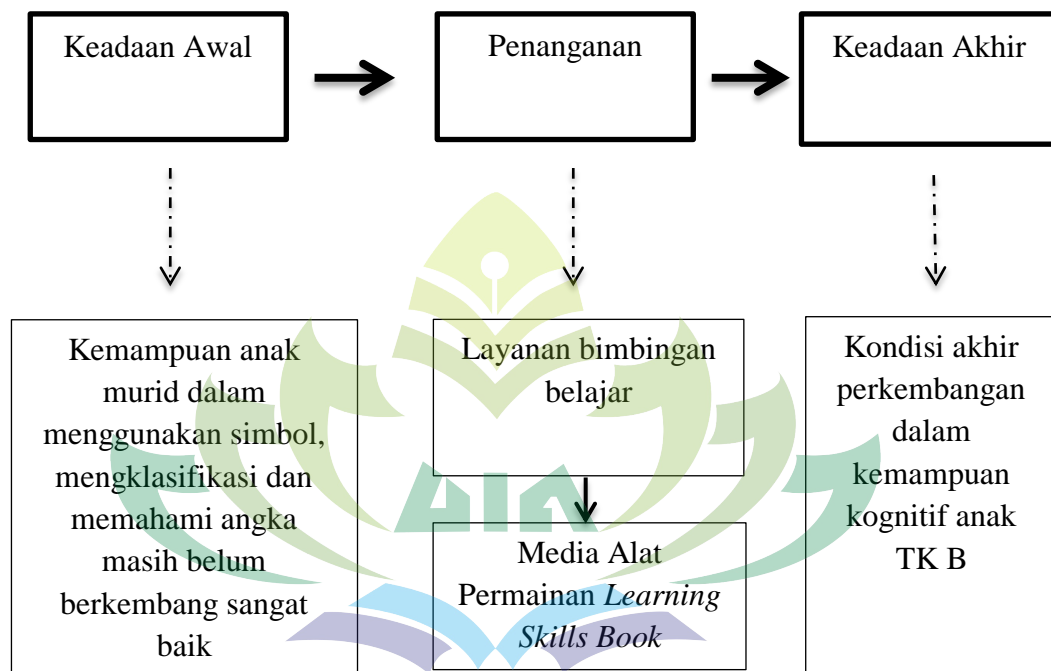 Keadaan Awal
Penanganan
Keadaan Akhir
Kemampuan anak
murid dalam
menggunakan simbol,
mengklasifikasi dan
memahami angka
masih belum
berkembang sangat
baik
Layanan bimbingan
belajar
Media Alat
Permainan Learning
Skills Book
Kondisi akhir
perkembangan
dalam
kemampuan
kognitif anak
TK B